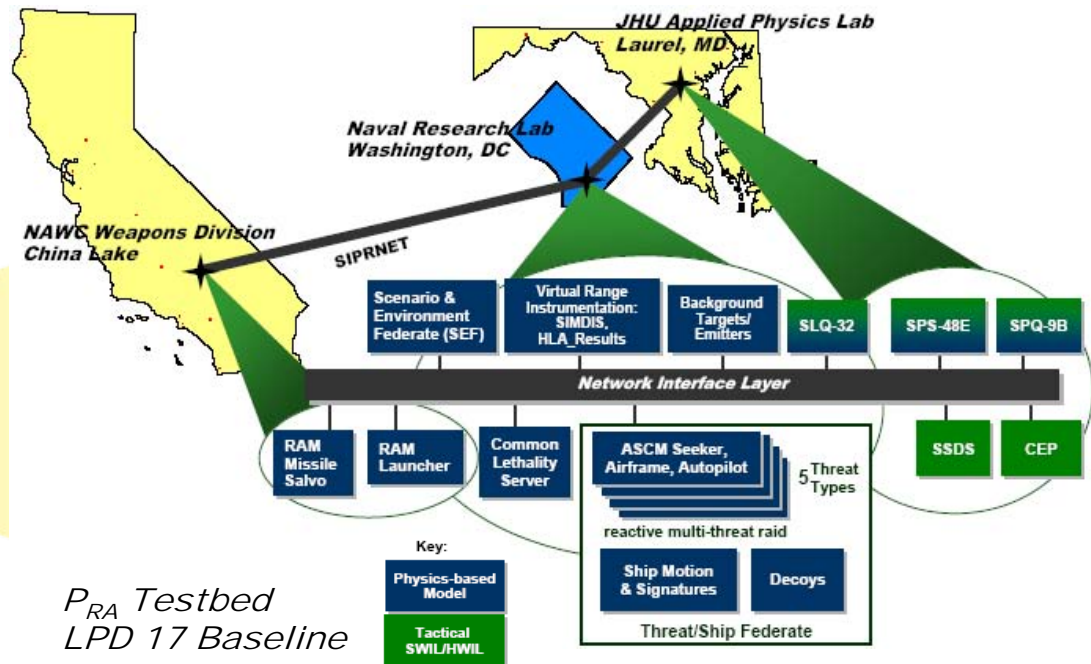 JHU Applied Physics Lab
Laurel, MD
Naval Research Lab
Washington, DC
NAWC Weapons Division
China Lake
SIPRNET
Scenario &
Environment
Federate (SEF)
Virtual Range
Instrumentation:
SIMDIS,
HLA_Results
Background
Targets/
Emitters
SLQ-32
SPS-48E
SPQ-9B
Network Interface Layer
RAM
Missile
Salvo
RAM
Launcher
Common
Lethality
Server
ASCM Seeker,
Airframe, Autopilot
5 Threat
Types
reactive multi-threat raid
Ship Motion
& Signatures
Decoys
Threat/Ship Federate
SSDS
CEP
Key:
Physics-based
Model
Tactical
SWIL/HWIL
PRA Testbed
LPD 17 Baseline